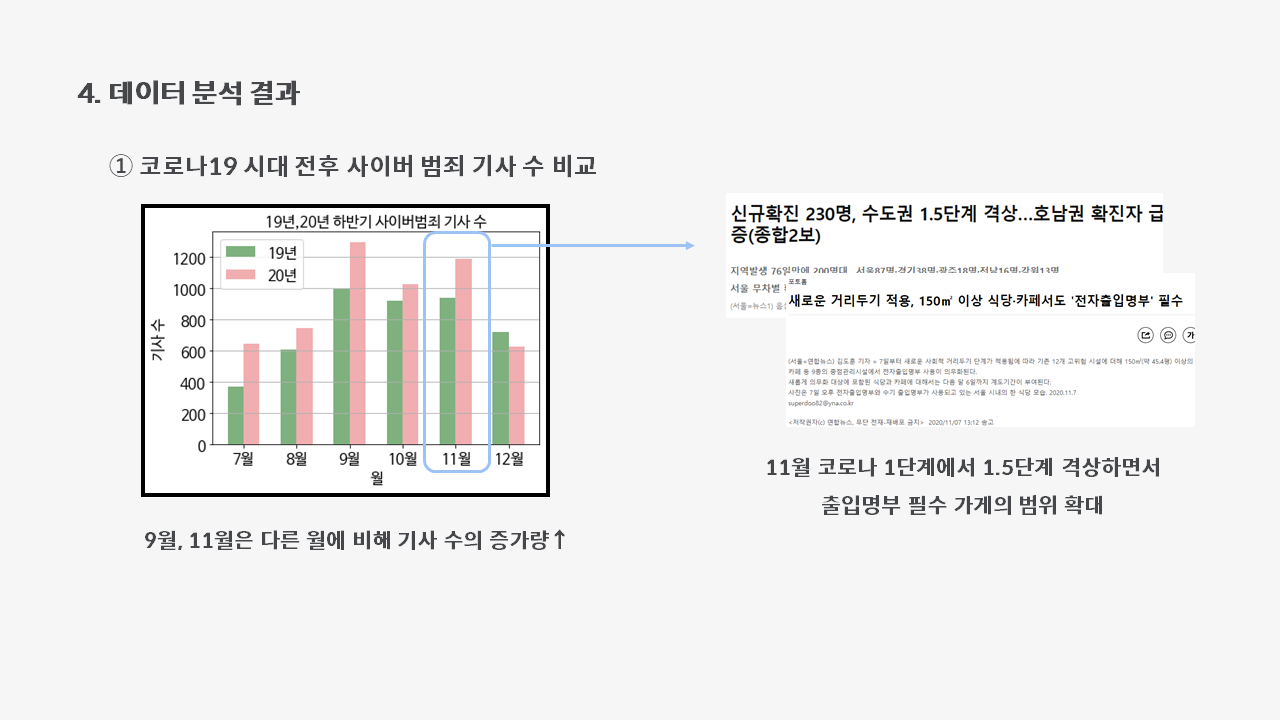 4. 데이터 분석 결과
① 코로나19 시대 전후 사이버 범죄 기사 수 비교
19년,20년 하반기 사이버범죄 기사 수
19년
20년
1200
1000
800
600
400
200
0
기사 수
7월 8월 9월 10월 11월 12월
월
9월, 11월은 다른 월에 비해 기사 수의 증가량↑
신규확진 230명, 수도권 1.5단계 격상...호남권 확진자 급
증(종합2보)
지역발생 76일만에 200명대…서울87명·경기38명·광주18명·전남16명·강원13명
서울 무차별
(서울=뉴스1)
포토홈
새로운 거리두기 적용, 150㎡ 이상 식당·카페서도 '전자출입명부' 필수
가
(서울=연합뉴스) 김도훈 기자 = 7일부터 새로운 사회적 거리두기 단계가 적용됨에 따라 기존 12개 고위험 시설에 더해 150㎡(약 45.4평) 이상의
카페 등 9종의 중점관리시설에서 전자출입명부 사용이 의무화된다.
새롭게 의무화 대상에 포함된 식당과 카페에 대해서는 다음 달 6일까지 계도기간이 부여된다.
사진은 7일 오후 전자출입명부와 수기 출입명부가 사용되고 있는 서울 시내의 한 식당 모습. 2020.11.7
superdoo82@yna.co.kr
<저작권자(c) 연합뉴스, 무단 전재-재배포 금지> 2020/11/07 13:12 송고
11월 코로나 1단계에서 1.5단계 격상하면서
출입명부 필수 가게의 범위 확대